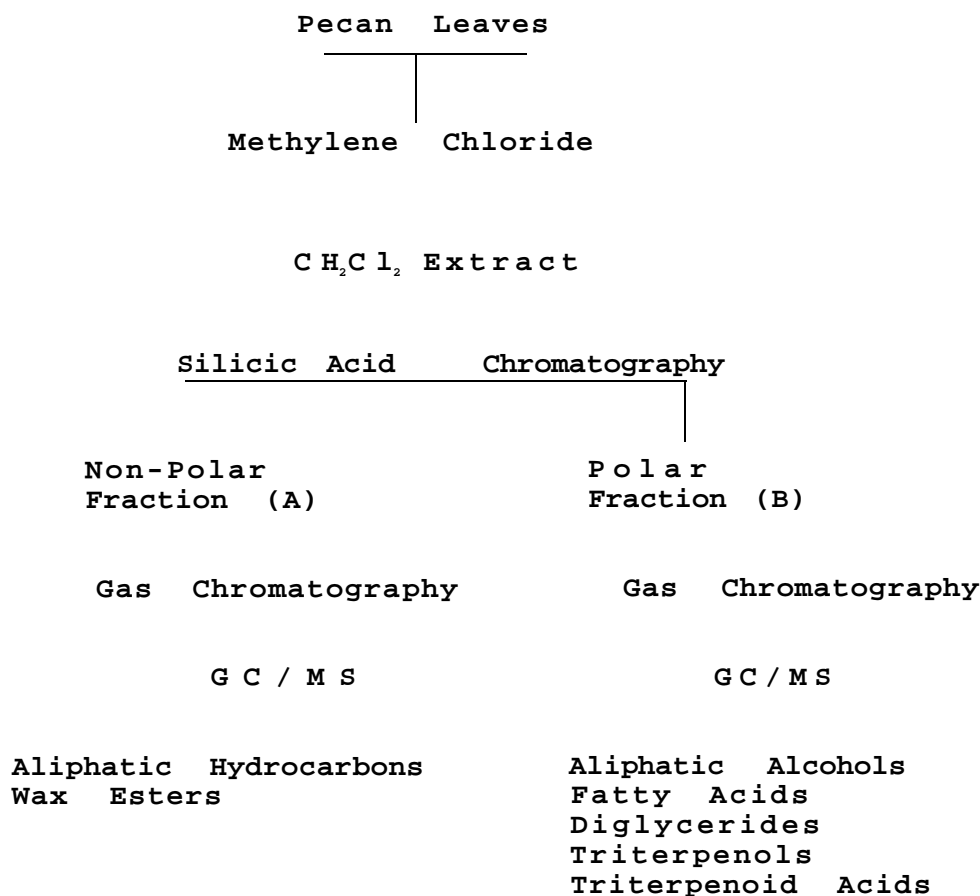 Pecan Leaves
Methylene Chloride
CH₂Cl₂ Extract
Silicic Acid Chromatography
Non-Polar
Fraction (A)
Polar
Fraction (B)
Gas Chromatography
Gas Chromatography
GC/MS
GC/MS
Aliphatic Hydrocarbons
Wax Esters
Aliphatic Alcohols
Fatty Acids
Diglycerides
Triterpenols
Triterpenoid Acids